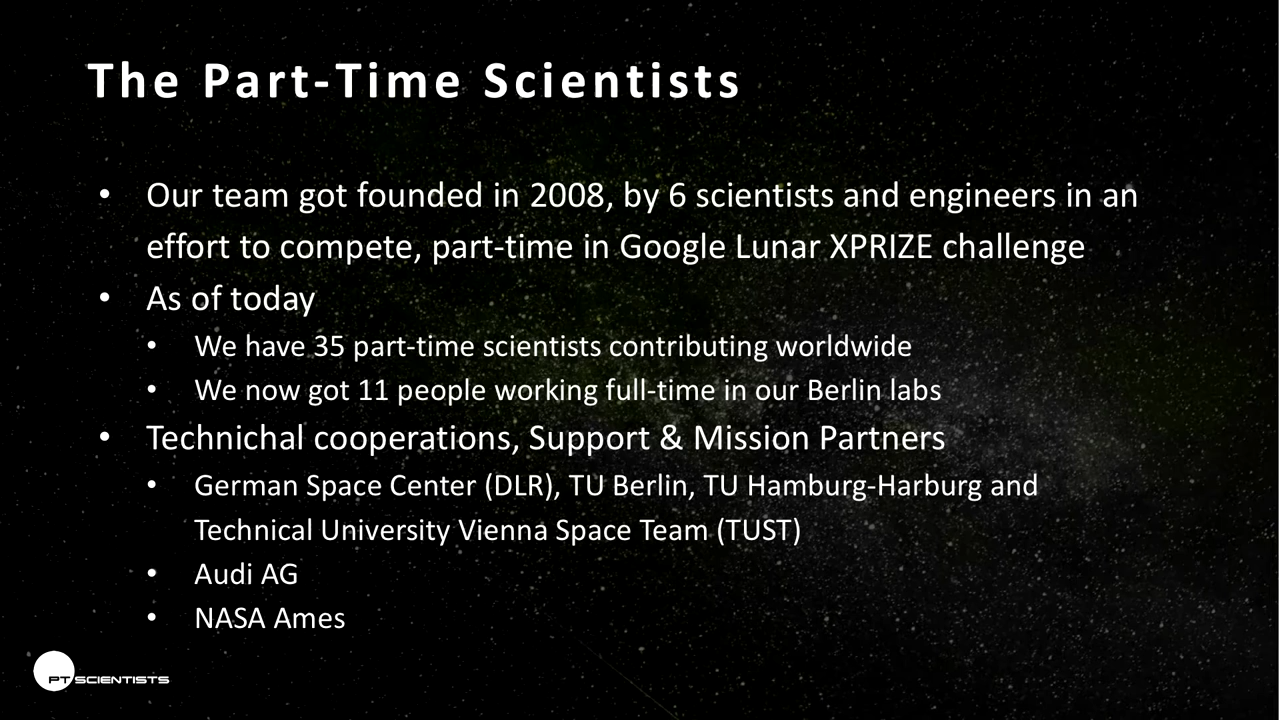 The Part-Time Scientists
• Our team got founded in 2008, by 6 scientists and engineers in an
effort to compete, part-time in Google Lunar XPRIZE challenge
• As of today
• We have 35 part-time scientists contributing worldwide
• We now got 11 people working full-time in our Berlin labs
• Technichal cooperations, Support & Mission Partners
• German Space Center (DLR), TU Berlin, TU Hamburg-Harburg and
Technical University Vienna Space Team (TUST)
• Audi AG
• NASA Ames
PT SCIENTISTS